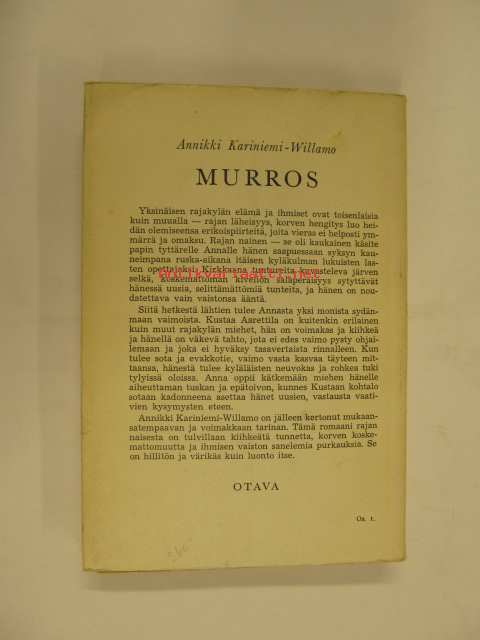 Annikki Kariniemi-Willamo
MURROS
Yksinäisen rajakylän elämä ja ihmiset ovat toisenlaisia
kuin muualla — rajan läheisyys, korven hengitys luo hei-
dän olemiseensa erikoispiirteitä, joita vieras ei helposti ym-
märrä ja omaksu. Rajan nainen — se oli kaukainen käsite
papin tyttärelle Annalle hänen saapuessaan syksyn kau-
neimpana ruska-aikana itäisen kyläkulman lukuisten las-
ten opettajaksi. Kirkkaana tuntureita kuvasteleva järven
selkä, koskemattoman kivellön salaperäisyys sytyttävät
hänessä uusia, selittämättömiä tunteita, ja hänen on nou-
datettava vain vaistonsa ääntä.
Siitä hetkestä lähtien tulee Annasta yksi monista sydän-
maan vaimoista. Kustaa Asrettila on kuitenkin erilainen
kuin muut rajakylän miehet, hän on voimakas ja kiihkeä
ja hänellä on väkevä tahto, jota ei edes vaimo pysty ohjai-
lemaan ja joka ei hyväksy tasavertaista rinnalleen. Kun
tulee sota ja evakkotie, vaimo vasta kasvaa täyteen mit-
taansa, hänestä tulee kyläläisten neuvokas ja rohkea tuki
tylyissä oloissa. Anna oppii kätkemään miehen hänelle
aiheuttaman tuskan ja epätoivon, kunnes Kustaan kohtalo
sotaan kadonneena asettaa hänet uusien, vastausta vaati-
vien kysymysten eteen.
Annikki Kariniemi-Willamo on jälleen kertonut mukaan-
satempaavan ja voimakkaan tarinan. Tämä romaani rajan
naisesta on tulvillaan kiihkeätä tunnetta, korven koske-
mattomuutta ja ihmisen vaiston sanelemia purkauksia. Se
on hillitön ja värikäs kuin luonto itse.
OTAVA
Oa. t.